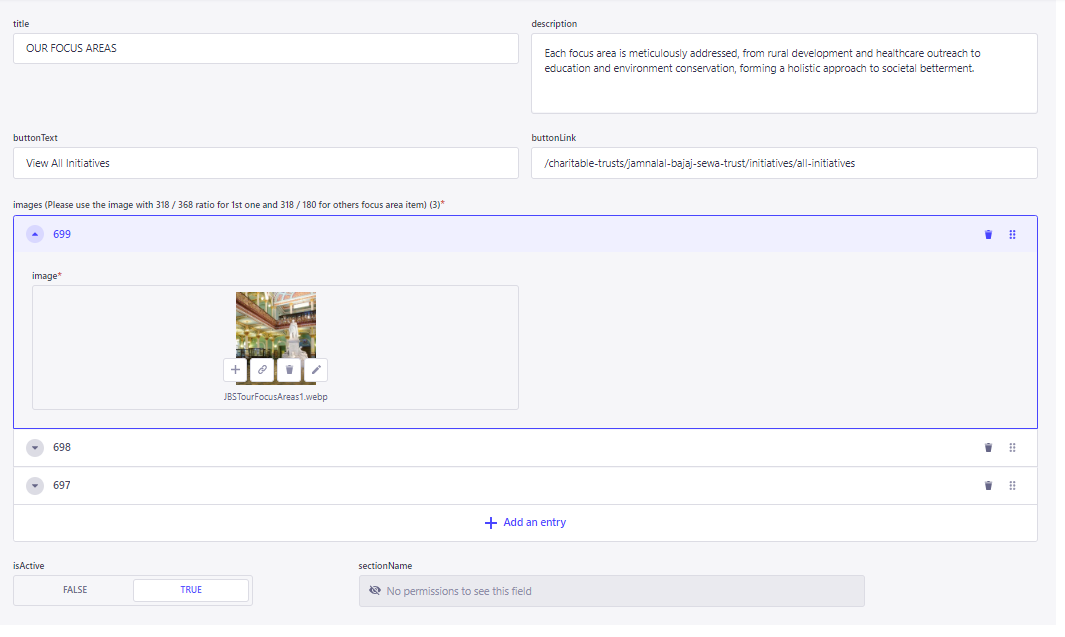 title
OUR FOCUS AREAS
description
Each focus area is meticulously addressed, from rural development and healthcare outreach to
education and environment conservation, forming a holistic approach to societal betterment.
buttonText
View All Initiatives
buttonLink
/charitable-trusts/jamnalal-bajaj-sewa-trust/initiatives/all-initiatives
images (Please use the image with 318 / 368 ratio for 1st one and 318 / 180 for others focus area item) (3)*
699
image*
JBSTourFocusAreas1.webp
698
697
Add an entry
isActive
FALSE
TRUE
sectionName
No permissions to see this field